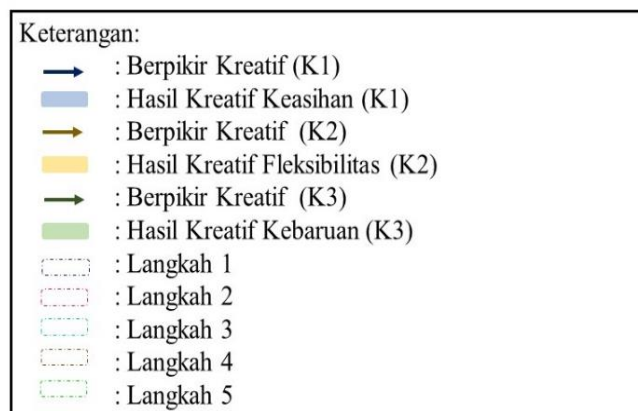 Keterangan:
: Berpikir Kreatif (K1)
: Hasil Kreatif Keasihan (K1)
: Berpikir Kreatif (K2)
: Hasil Kreatif Fleksibilitas (K2)
: Berpikir Kreatif (K3)
: Hasil Kreatif Kebaruan (K3)
: Langkah 1
: Langkah 2
: Langkah 3
: Langkah 4
: Langkah 5